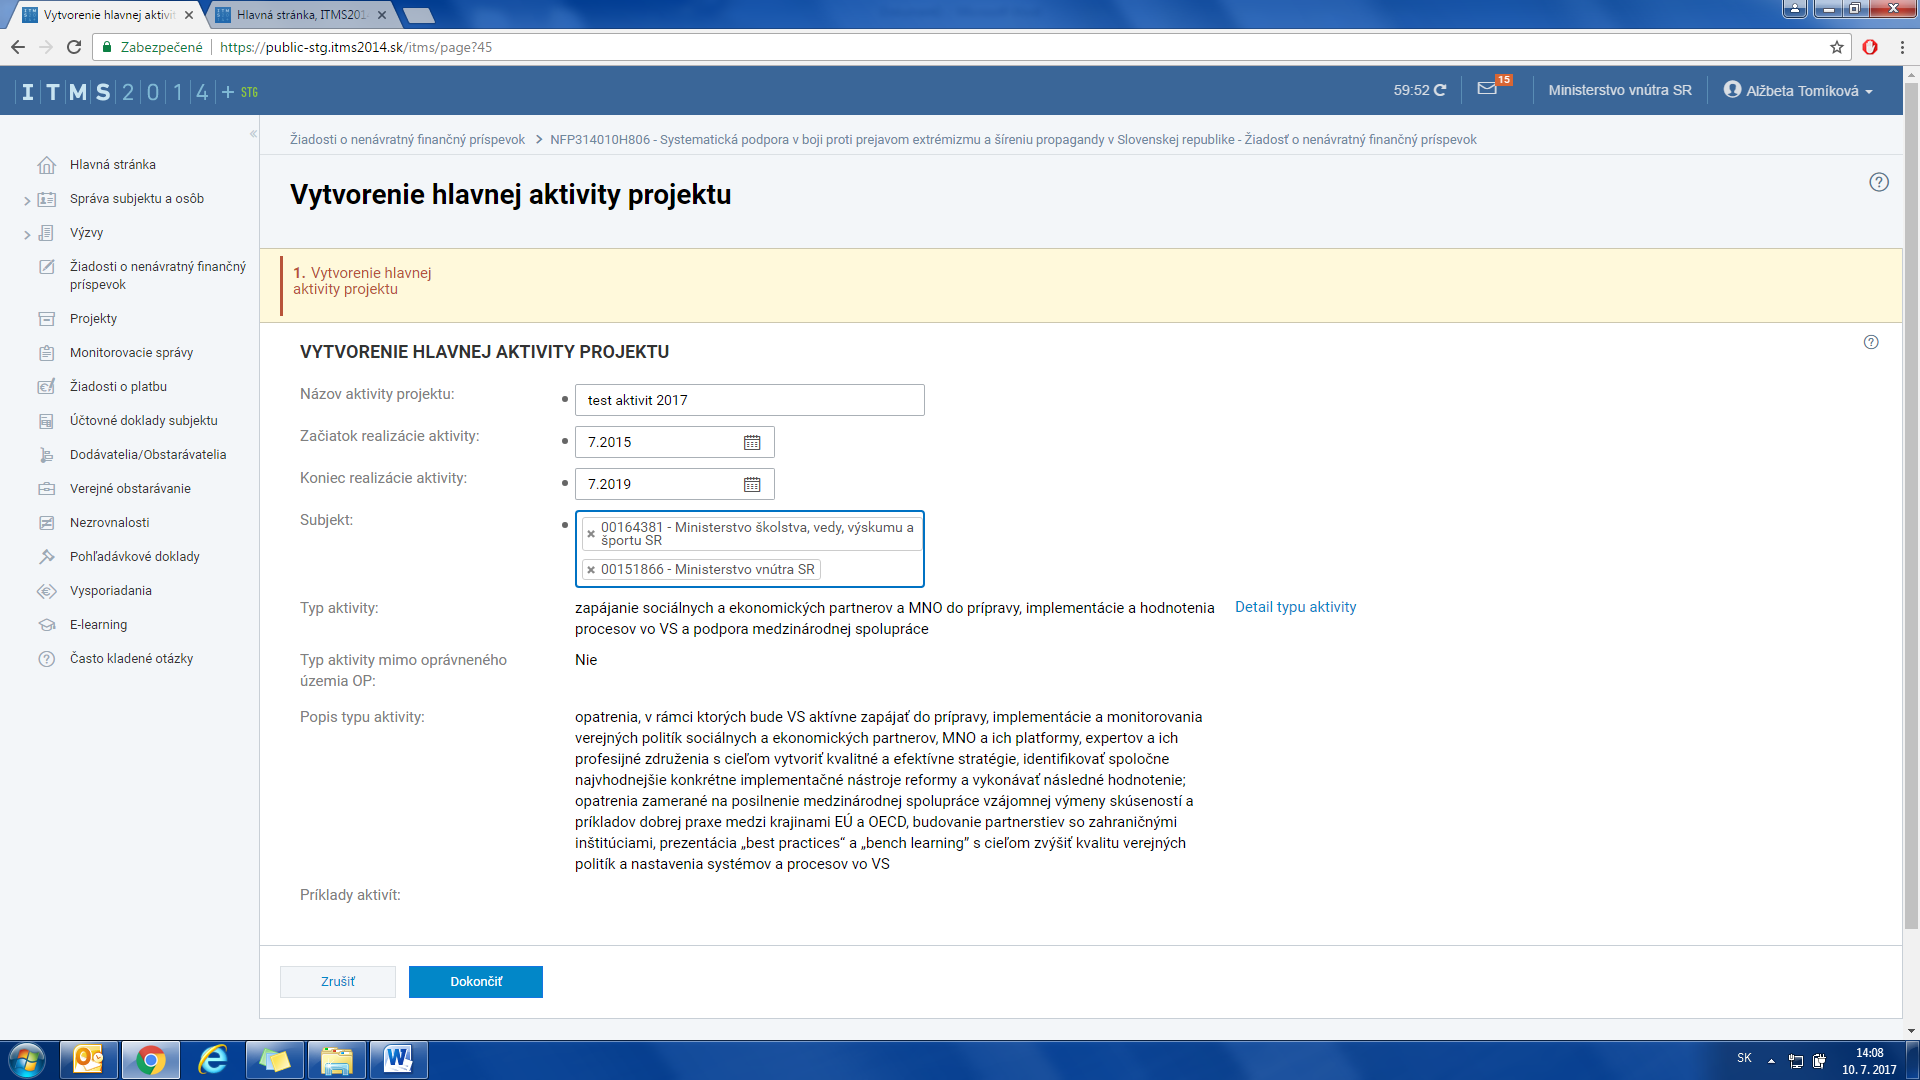 Vytvorenie hlavnej aktivit
Hlavná stránka, ITMS201
Zabezpečené
https://public-stg.itms2014.sk/itms/page?45
ITMS2014+ STG
59:52
15
Ministerstvo vnútra SR
Alžbeta Tomíková
Žiadosti o nenávratný finančný príspevok > NFP314010H806 - Systematická podpora v boji proti prejavom extrémizmu a šíreniu propagandy v Slovenskej republike - Žiadosť o nenávratný finančný príspevok
Hlavná stránka
Správa subjektu a osôb
Výzvy
Žiadosti o nenávratný finančný
príspevok
Projekty
Monitorovacie správy
Žiadosti o platbu
Účtovné doklady subjektu
Dodávatelia/Obstarávatelia
Verejné obstarávanie
Nezrovnalosti
Pohľadávkové doklady
Vysporiadania
E-learning
Často kladené otázky
Vytvorenie hlavnej aktivity projektu
1. Vytvorenie hlavnej
aktivity projektu
VYTVORENIE HLAVNEJ AKTIVITY PROJEKTU
Názov aktivity projektu:
test aktivit 2017
Začiatok realizácie aktivity:
7.2015
Koniec realizácie aktivity:
7.2019
Subjekt:
00164381 - Ministerstvo školstva, vedy, výskumu a
športu SR
00151866 - Ministerstvo vnútra SR
Typ aktivity:
zapájanie sociálnych a ekonomických partnerov a MNO do prípravy, implementácie a hodnotenia
procesov vo VS a podpora medzinárodnej spolupráce
Detail typu aktivity
Typ aktivity mimo oprávneného
územia OP:
Nie
Popis typu aktivity:
opatrenia, v rámci ktorých bude VS aktívne zapájať do prípravy, implementácie a monitorovania
verejných politík sociálnych a ekonomických partnerov, MNO a ich platformy, expertov a ich
profesijné združenia s cieľom vytvoriť kvalitné a efektívne stratégie, identifikovať spoločne
najvhodnejšie konkrétne implementačné nástroje reformy a vykonávať následné hodnotenie;
opatrenia zamerané na posilnenie medzinárodnej spolupráce vzájomnej výmeny skúseností a
príkladov dobrej praxe medzi krajinami EÚ a OECD, budovanie partnerstiev so zahraničnými
inštitúciami, prezentácia „best practices“ a „bench learning“ s cieľom zvýšiť kvalitu verejných
politík a nastavenia systémov a procesov vo VS
Príklady aktivít:
Zrušiť
Dokončiť
SK
14:08
10. 7. 2017